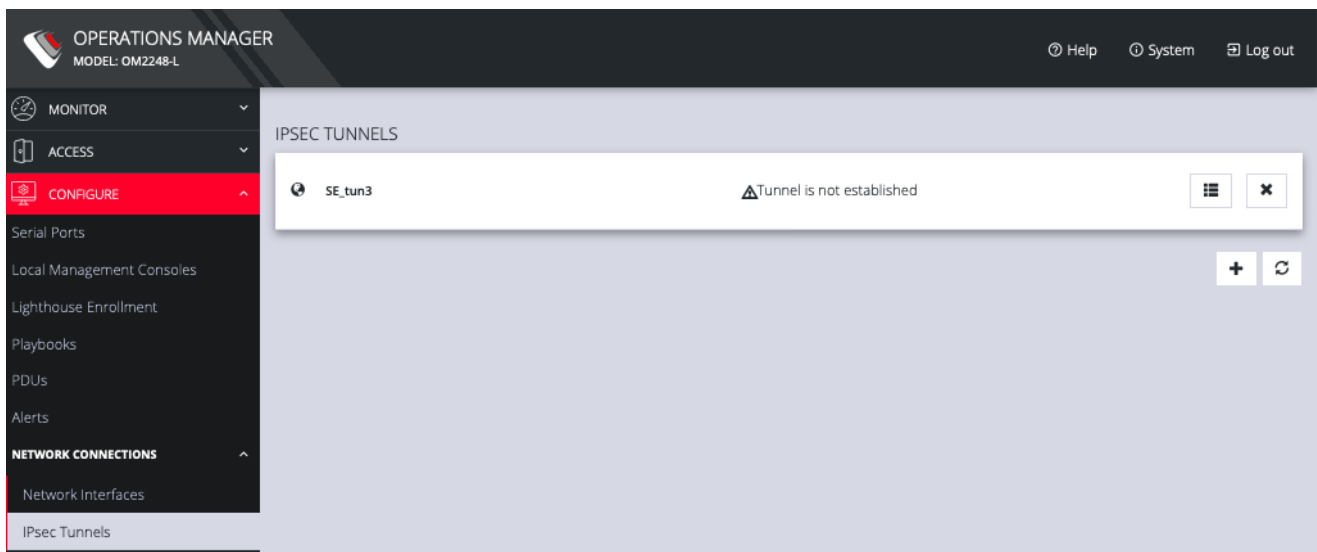 OPERATIONS MANAGER
MODEL: OM2248-L
Help System Log out
MONITOR
ACCESS
CONFIGURE
Serial Ports
Local Management Consoles
Lighthouse Enrollment
Playbooks
PDUs
Alerts
NETWORK CONNECTIONS
Network Interfaces
IPsec Tunnels
IPSEC TUNNELS
SE_tun3 Tunnel is not established